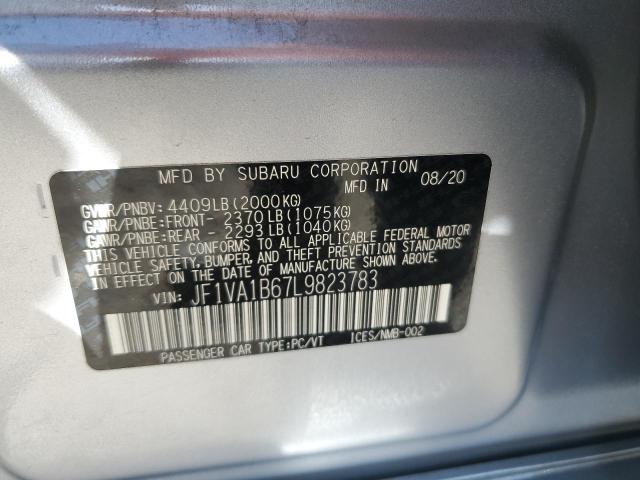 MFD BY SUBARU CORPORATION
MFD IN 08/20
GVWR/PNBV: 4409LB(2000KG)
GAWR/PNBE:FRONT- 2370LB(1075KG)
GAWR/PNBE:REAR - 2293LB(1040KG)
THIS VEHICLE CONFORMS TO ALL APPLICABLE FEDERAL MOTOR
VEHICLE SAFETY, BUMPER, AND THEFT PREVENTION STANDARDS
IN EFFECT ON THE DATE OF MANUFACTURE SHOWN ABOVE.
VIN: JF1VA1B67L9823783
PASSENGER CAR TYPE:PC/VT ICES/NMB-002